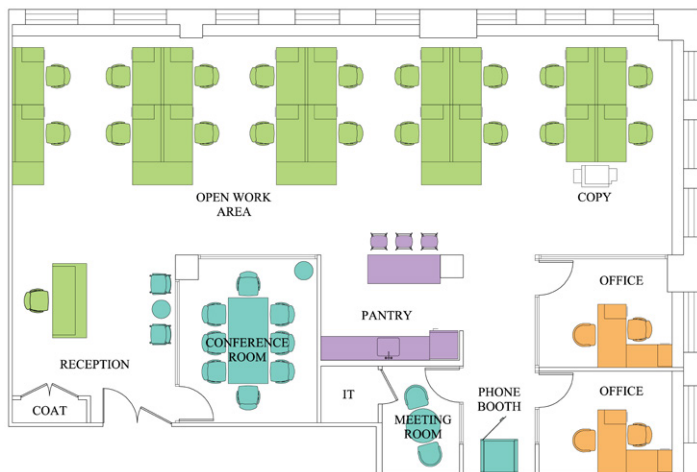 OPEN WORK
AREA
COPY
OFFICE
PANTRY
CONFERENCE
ROOM
RECEPTION
COAT
IT
MEETING
ROOM
PHONE
BOOTH
OFFICE